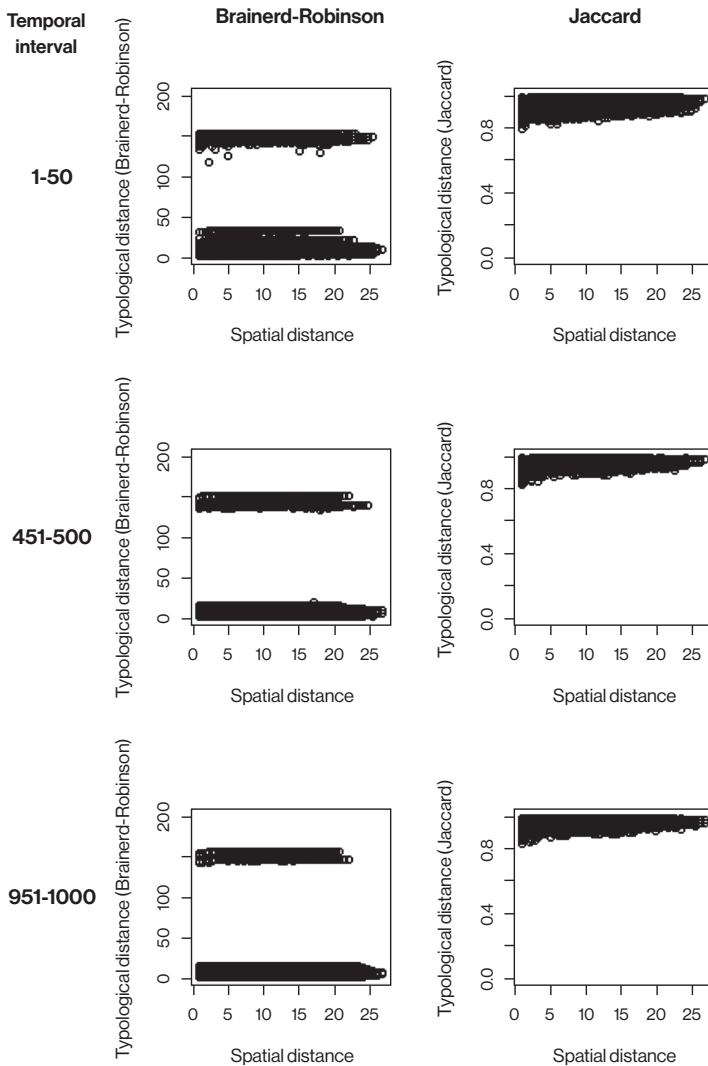 Temporal interval
Brainerd-Robinson
Jaccard
1-50
Typological distance (Brainerd-Robinson)
0
50
100
150
200
0 5 10 15 20 25
Spatial distance
Typological distance (Jaccard)
0.0
0.4
0.8
0 5 10 15 20 25
Spatial distance
451-500
Typological distance (Brainerd-Robinson)
0
50
100
150
200
0 5 10 15 20 25
Spatial distance
Typological distance (Jaccard)
0.0
0.4
0.8
0 5 10 15 20 25
Spatial distance
951-1000
Typological distance (Brainerd-Robinson)
0
50
100
150
200
0 5 10 15 20 25
Spatial distance
Typological distance (Jaccard)
0.0
0.4
0.8
0 5 10 15 20 25
Spatial distance